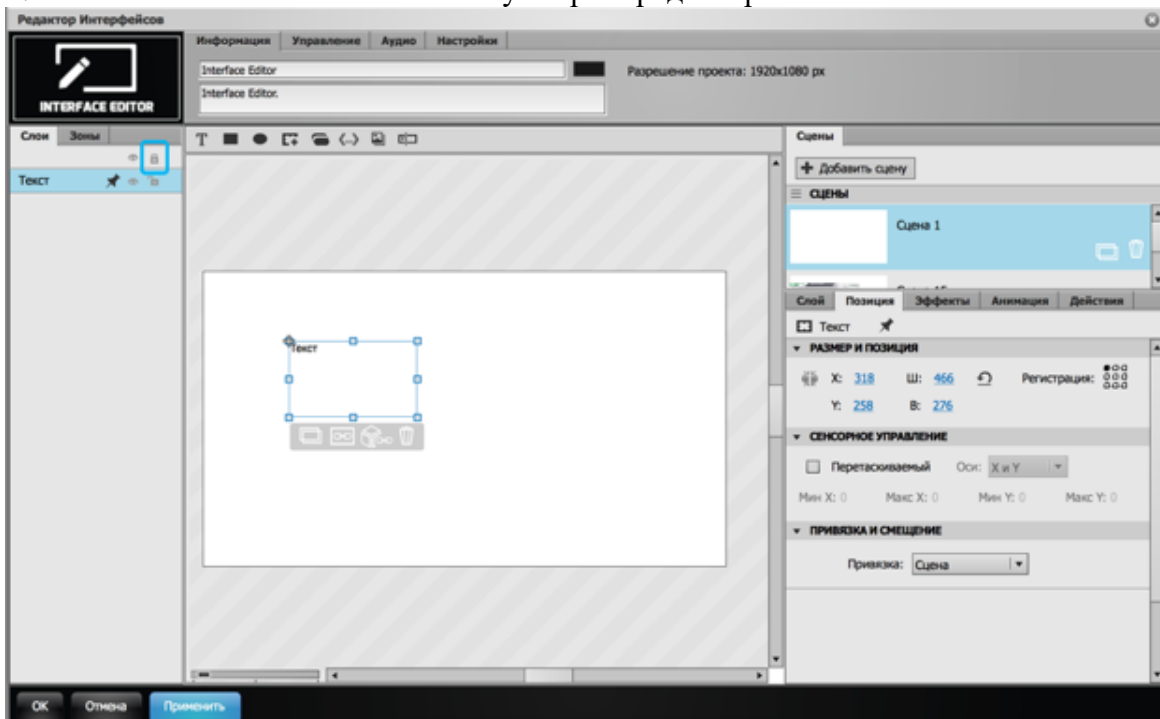 Редактор Интерфейсов
INTERFACE EDITOR
Информация Управление Аудио Настройки
Interface Editor
Разрешение проекта: 1920x1080 px
Interface Editor.
Слои Зоны
Текст
T
Текст
Сцены
Добавить сцену
СЦЕНЫ
Сцена 1
Слой Позиция Эффекты Анимация Действия
Текст
РАЗМЕР И ПОЗИЦИЯ
X: 318 Ш: 466 Регистрация:
Y: 258 В: 276
СЕНСОРНОЕ УПРАВЛЕНИЕ
Перетаскиваемый Оси: X и Y
Мин X: 0 Макс X: 0 Мин Y: 0 Макс Y: 0
ПРИВЯЗКА И СМЕЩЕНИЕ
Привязка: Сцена
ОК Отмена Применить